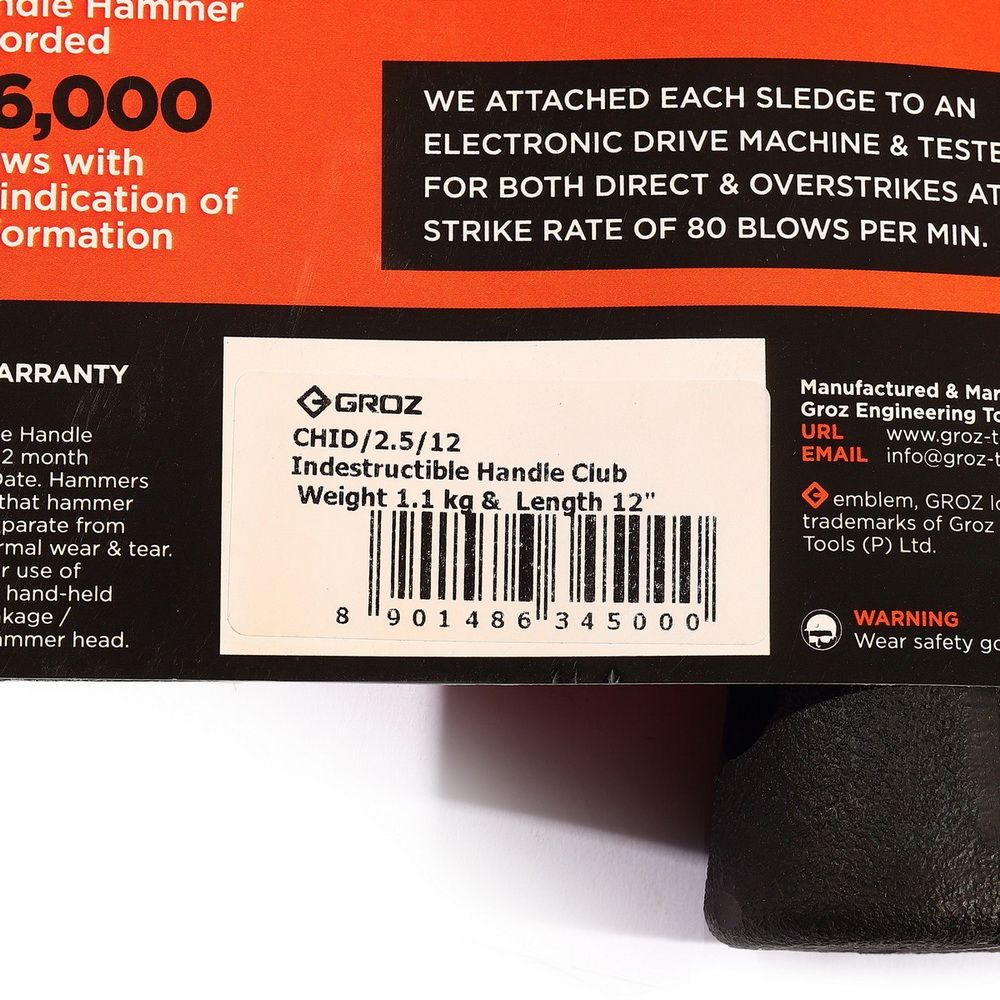 ndle Hammer
orded
6,000
ws with
indication of
ormation
WE ATTACHED EACH SLEDGE TO AN
ELECTRONIC DRIVE MACHINE & TESTE
FOR BOTH DIRECT & OVERSTRIKES AT
STRIKE RATE OF 80 BLOWS PER MIN.
ARRANTY
e Handle
2 month
Date. Hammers
that hammer
parate from
rmal wear & tear.
r use of
hand-held
kage /
ammer head.
GROZ
CHID/2.5/12
Indestructible Handle Club
Weight 1.1 kg & Length 12"
8 901486 345000
Manufactured & Mar
Groz Engineering To
URL www.groz-t
EMAIL info@groz-t
emblem, GROZ lo
trademarks of Groz
Tools (P) Ltd.
WARNING
Wear safety go